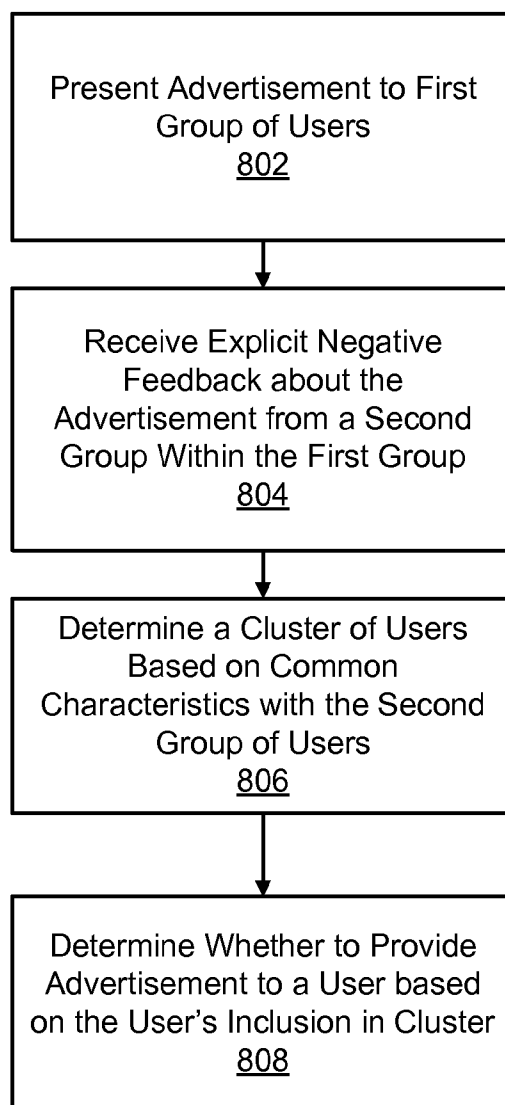 Present Advertisement to First
Group of Users
802
Receive Explicit Negative
Feedback about the
Advertisement from a Second
Group Within the First Group
804
Determine a Cluster of Users
Based on Common
Characteristics with the Second
Group of Users
806
Determine Whether to Provide
Advertisement to a User based
on the User's Inclusion in Cluster
808